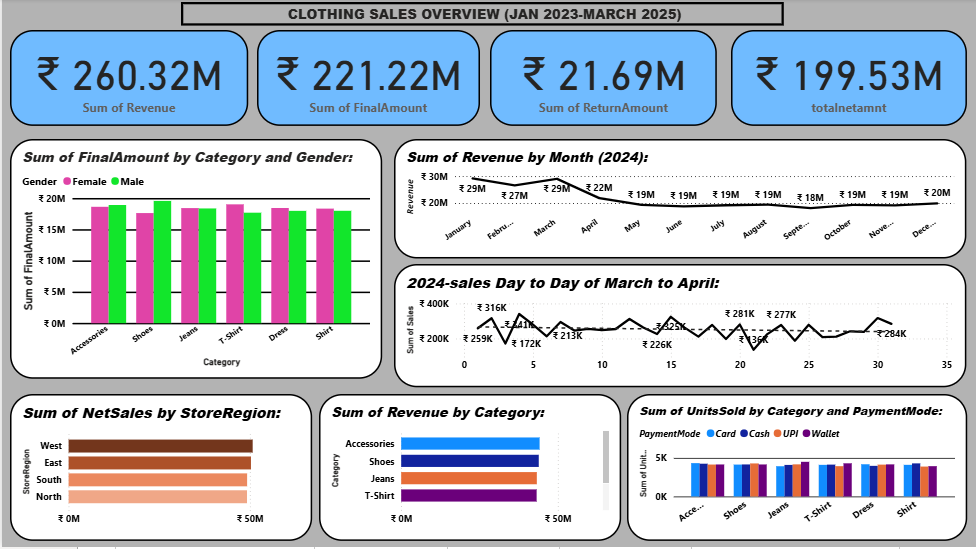 CLOTHING SALES OVERVIEW (JAN 2023-MARCH 2025)
₹ 260.32M
Sum of Revenue
₹ 221.22M
Sum of FinalAmount
₹ 21.69M
Sum of ReturnAmount
₹ 199.53M
totalnetamnt
Sum of FinalAmount by Category and Gender:
Gender Female Male
Sum of FinalAmount
₹ 20M
₹ 15M
₹ 10M
₹ 5M
₹ 0M
Accessories Shoes Jeans T-Shirt Dress Shirt
Category
Sum of Revenue by Month (2024):
Revenue
₹ 30M
₹ 20M
₹ 29M ₹ 27M ₹ 29M ₹ 22M ₹ 19M ₹ 19M ₹ 19M ₹ 19M ₹ 18M ₹ 19M ₹ 19M ₹ 20M
January Febru... March April May June July August Septe... October Nove... Dece...
2024-sales Day to Day of March to April:
Sum of Sales
₹ 400K
₹ 200K
₹ 259K ₹ 316K ₹ 172K ₹ 341K ₹ 213K ₹ 226K ₹ 325K ₹ 281K ₹ 136K ₹ 277K ₹ 284K
0 5 10 15 20 25 30 35
Sum of NetSales by StoreRegion:
StoreRegion
West
East
South
North
₹ 0M ₹ 50M
Sum of Revenue by Category:
Category
Accessories
Shoes
Jeans
T-Shirt
₹ 0M ₹ 50M
Sum of UnitsSold by Category and PaymentMode:
PaymentMode Card Cash UPI Wallet
Sum of Unit...
5K
0K
Acce... Shoes Jeans T-Shirt Dress Shirt